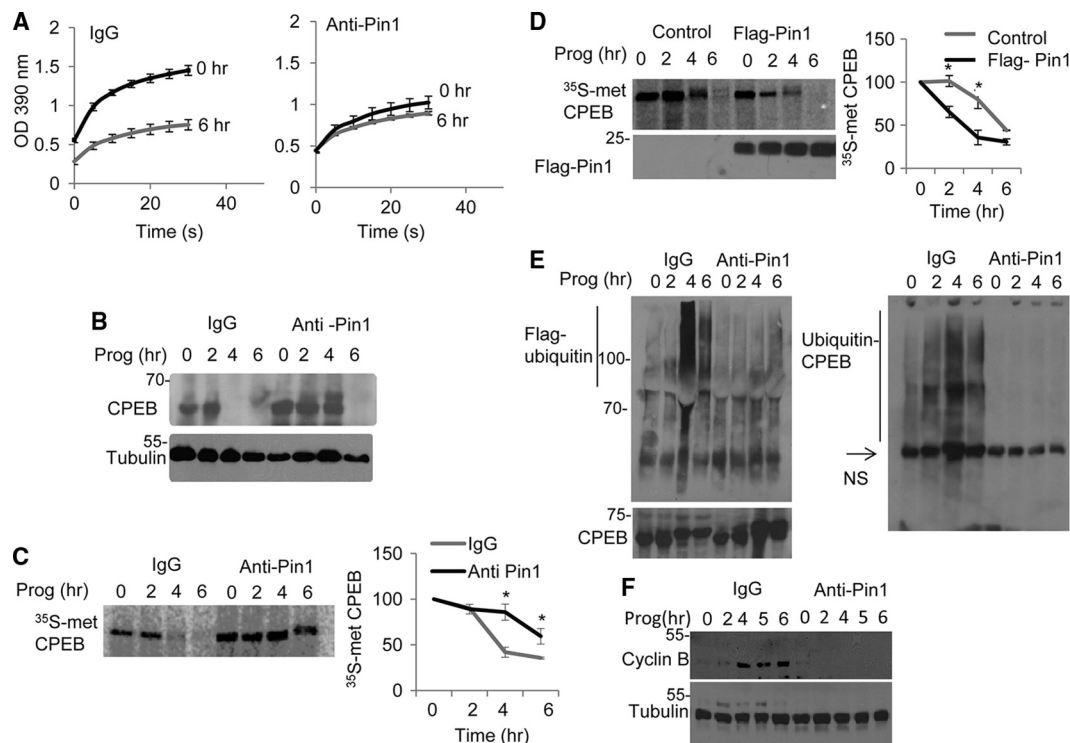 A
IgG
Anti-Pin1
OD 390 nm
2
1.5
1
0.5
0
0 hr
6 hr
0 20 40
Time (s)
2
1.5
1
0.5
0
0 hr
6 hr
0 20 40
Time (s)
B
IgG Anti -Pin1
Prog (hr) 0 2 4 6 0 2 4 6
70-
CPEB
55-
Tubulin
C
IgG Anti-Pin1
Prog (hr) 0 2 4 6 0 2 4 6
35S-met
CPEB
IgG
Anti Pin1
35S-met CPEB
150
100
50
0
* *
0 2 4 6
Time (hr)
D
Control Flag-Pin1
Prog (hr) 0 2 4 6 0 2 4 6
35S-met
CPEB
25-
Flag-Pin1
Control
Flag- Pin1
35S-met CPEB
150
100
50
0
* *
0 2 4 6
Time (hr)
E
IgG Anti-Pin1
Prog (hr) 0 2 4 6 0 2 4 6
Flag-
ubiquitin
100-
70-
75-
CPEB
IgG Anti-Pin1
0 2 4 6 0 2 4 6
Ubiquitin-
CPEB
NS
F
IgG Anti-Pin1
Prog(hr) 0 2 4 5 6 0 2 4 5 6
55-
Cyclin B
55-
Tubulin